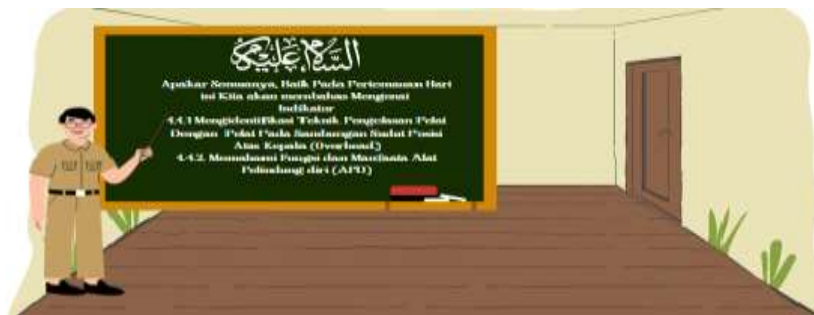 السلام عليكم
Apakar Semuanya, Baik Pada Pertemuaan Hari
ini Kita akan membahas Mengenai
Indikator
4.4.1 Mengidentifikasi Teknik Pengelasan Pelat
Dengan Pelat Pada Sambungan Sudut Posisi
Atas Kepala (Overhead)
4.4.2. Memahami Fungsi dan Manfaata Alat
Pelindung diri (APD)